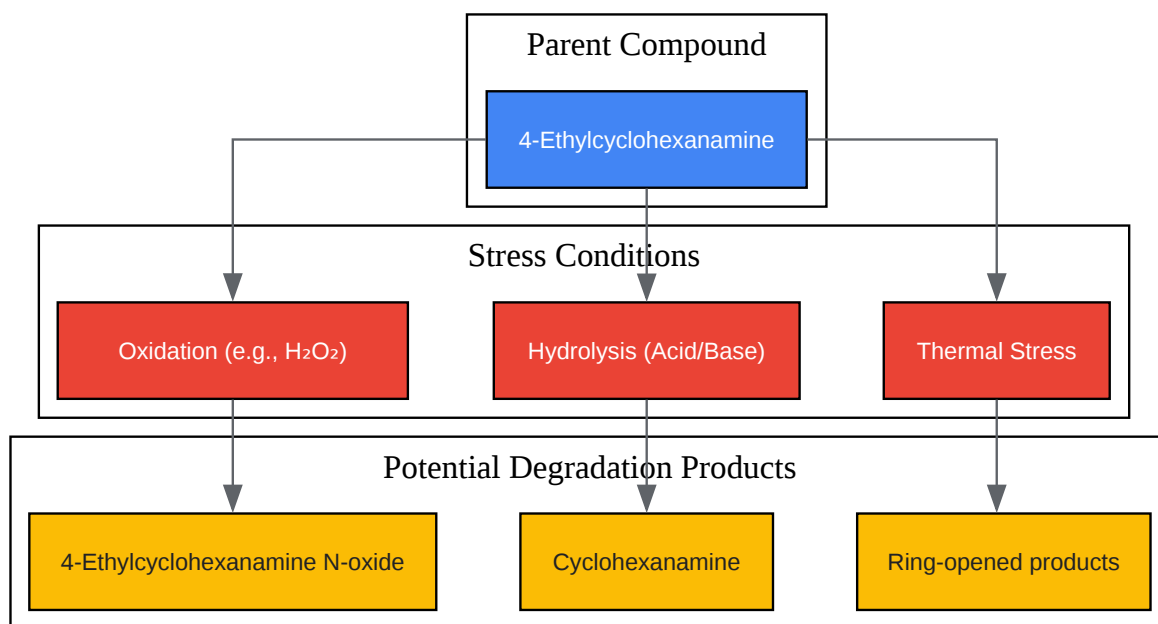 Parent Compound
4-Ethylcyclohexanamine
Stress Conditions
Oxidation (e.g., H₂O₂)
Hydrolysis (Acid/Base)
Thermal Stress
Potential Degradation Products
4-Ethylcyclohexanamine N-oxide
Cyclohexanamine
Ring-opened products